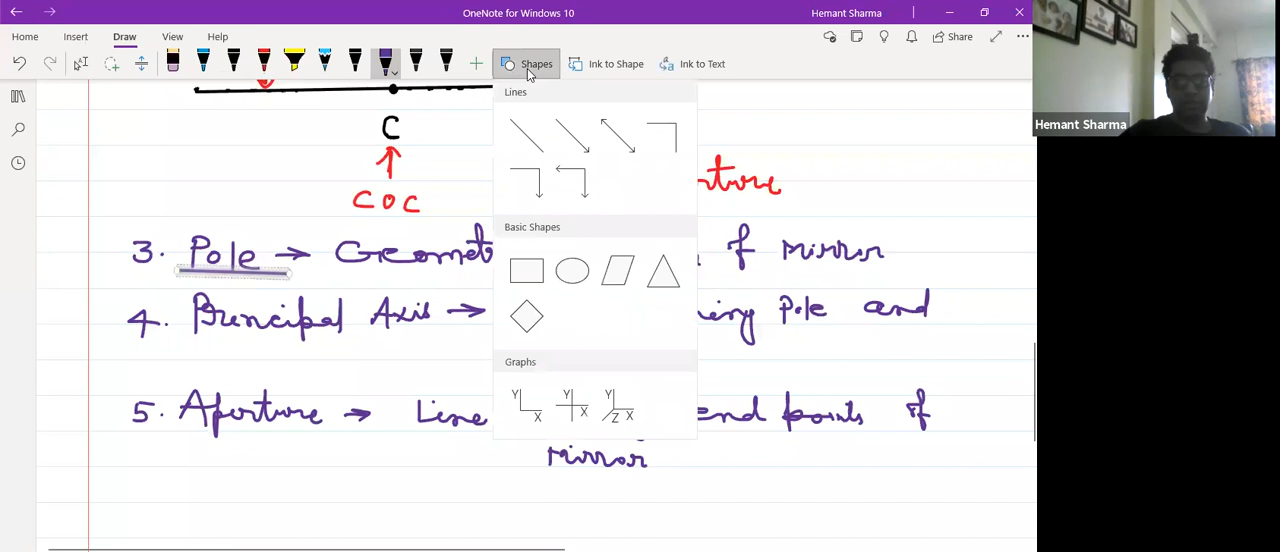 OneNote for Windows 10
Hemant Sharma
Home Insert Draw View Help
Share
Shapes Ink to Shape Ink to Text
Lines
Basic Shapes
Graphs
Y X Y X Y Z X
Hemant Sharma
C
COC
3. Pole → Geomet f Mirror
4. Principal Axis → ning Pole and
5. Aperture → Line end points of
Mirror